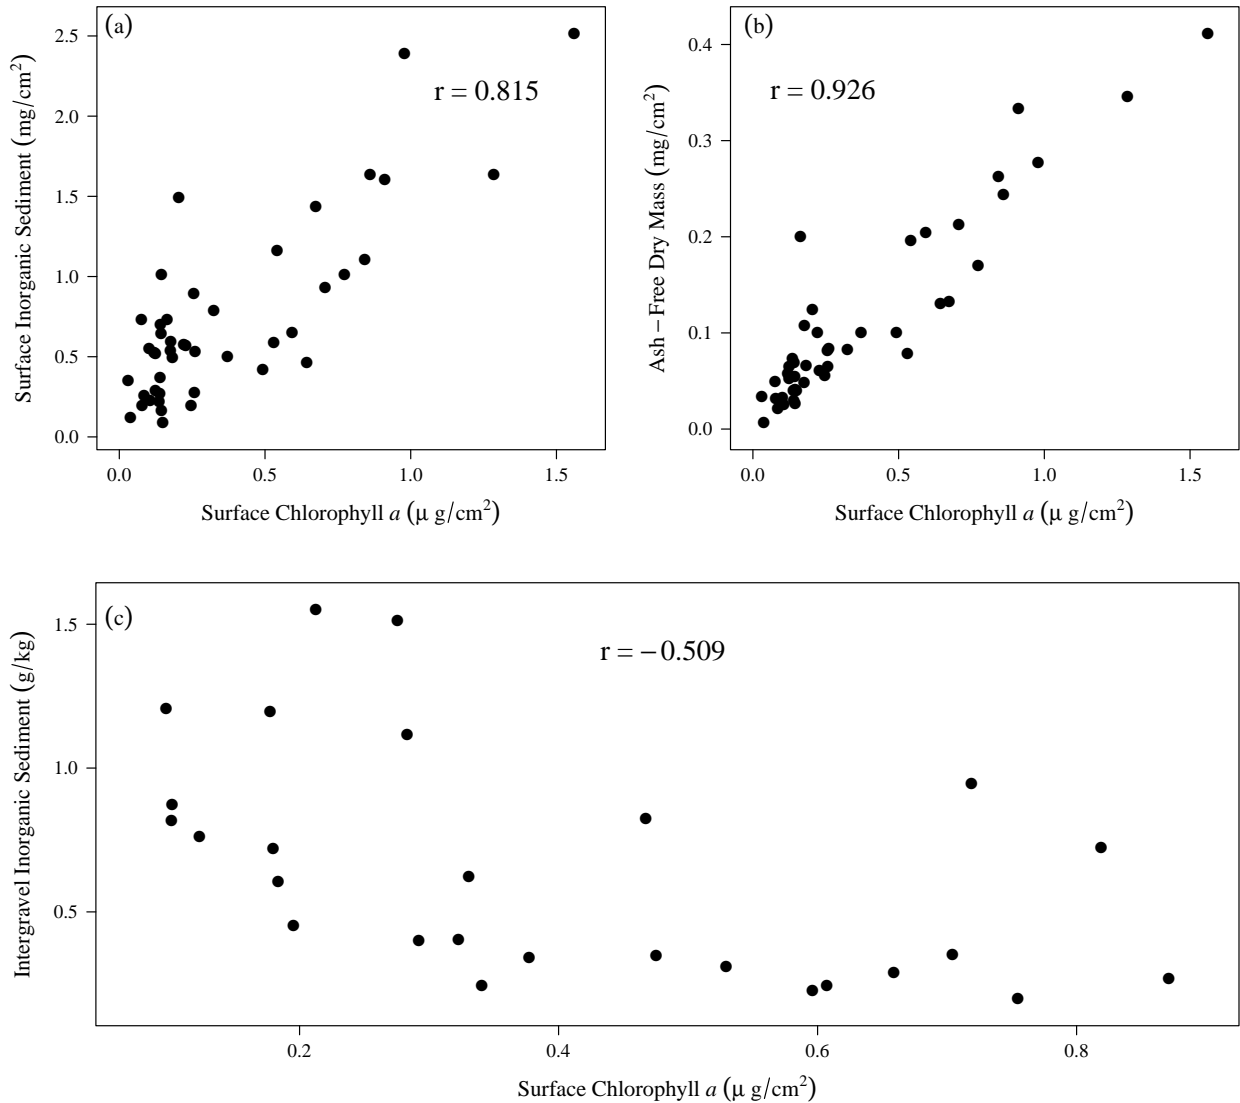 (a)
r = 0.815
2.5
2.0
1.5
1.0
0.5
0.0
Surface Inorganic Sediment (mg/cm²)
0.0 0.5 1.0 1.5
Surface Chlorophyll a (μ g/cm²)
(b)
r = 0.926
0.4
0.3
0.2
0.1
0.0
Ash − Free Dry Mass (mg/cm²)
0.0 0.5 1.0 1.5
Surface Chlorophyll a (μ g/cm²)
(c)
r = −0.509
1.5
1.0
0.5
Intergravel Inorganic Sediment (g/kg)
0.2 0.4 0.6 0.8
Surface Chlorophyll a (μ g/cm²)